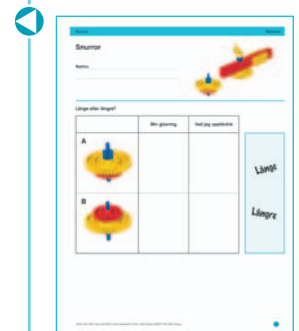 Snurror
Namn:
Länge eller längre?
Min gissning
Vad jag upptäckte
A
B
Länge
Längre